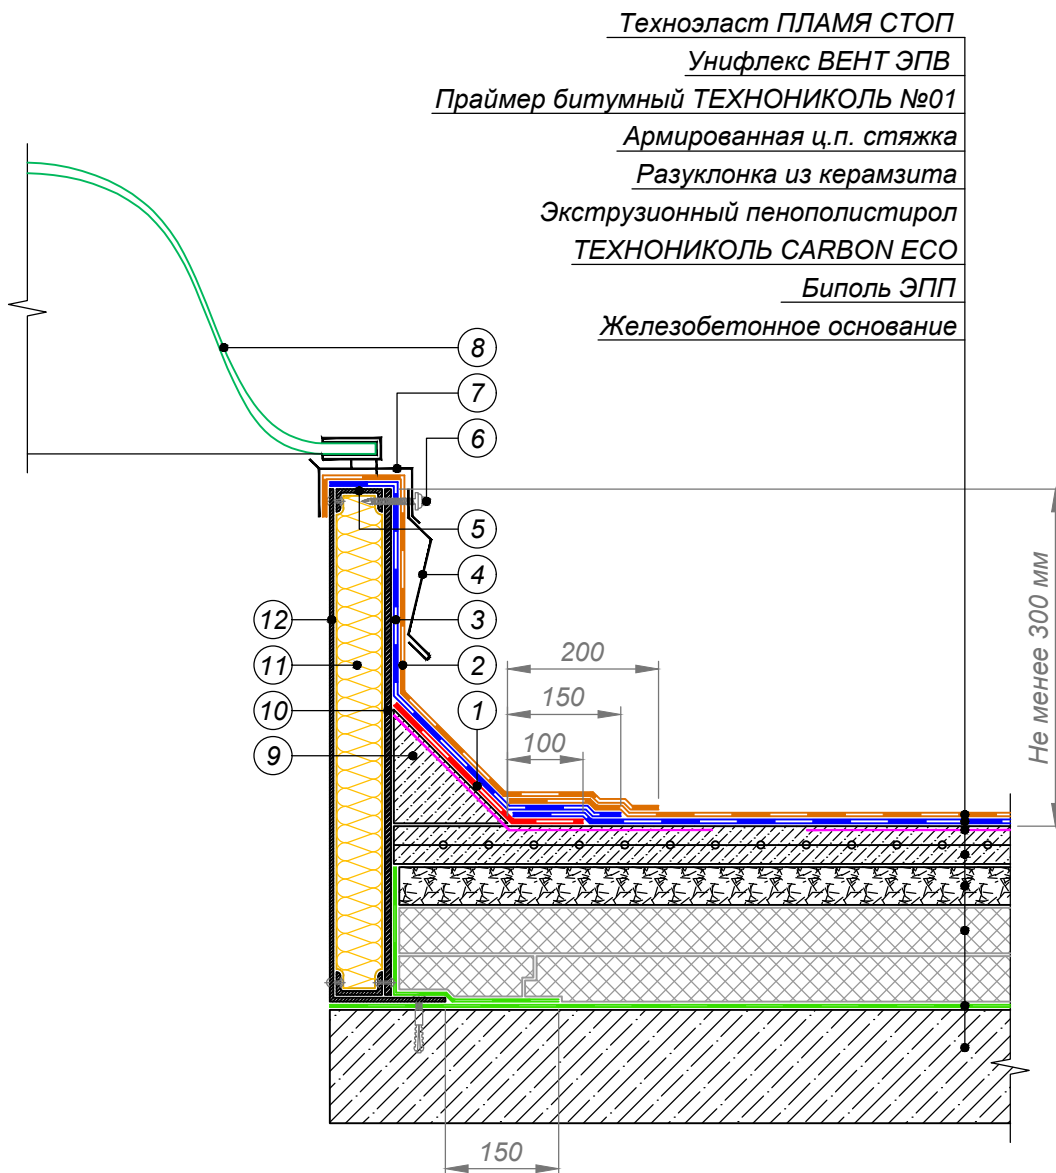 Техноэласт ПЛАМЯ СТОП
Унифлекс ВЕНТ ЭПВ
Праймер битумный ТЕХНОНИКОЛЬ №01
Армированная ц.п. стяжка
Разуклонка из керамзита
Экструзионный пенополистирол
ТЕХНОНИКОЛЬ CARBON ECO
Биполь ЭПП
Железобетонное основание
8
7
6
5
4
12
3
11
2
10
1
9
200
150
100
Не менее 300 мм
150